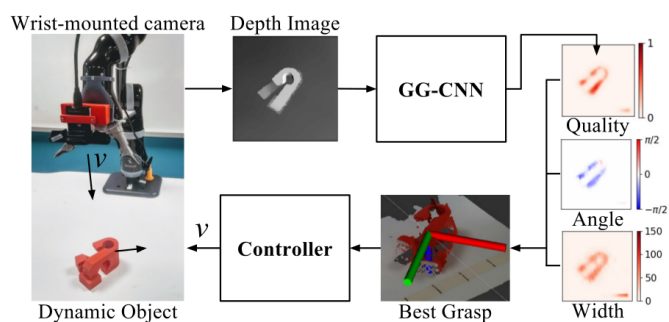 Wrist-mounted camera
Depth Image
GG-CNN
1
0
Quality
π/2
0
−π/2
Angle
150
100
50
0
Width
v
v
Controller
Dynamic Object
Best Grasp